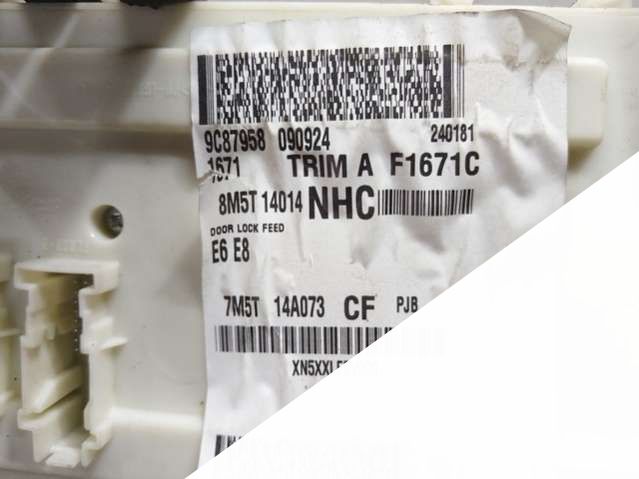 9C87958 090924 240181
1671 TRIM A F1671C
8M5T 14014 NHC
DOOR LOCK FEED
E6 E8
7M5T 14A073 CF PJB